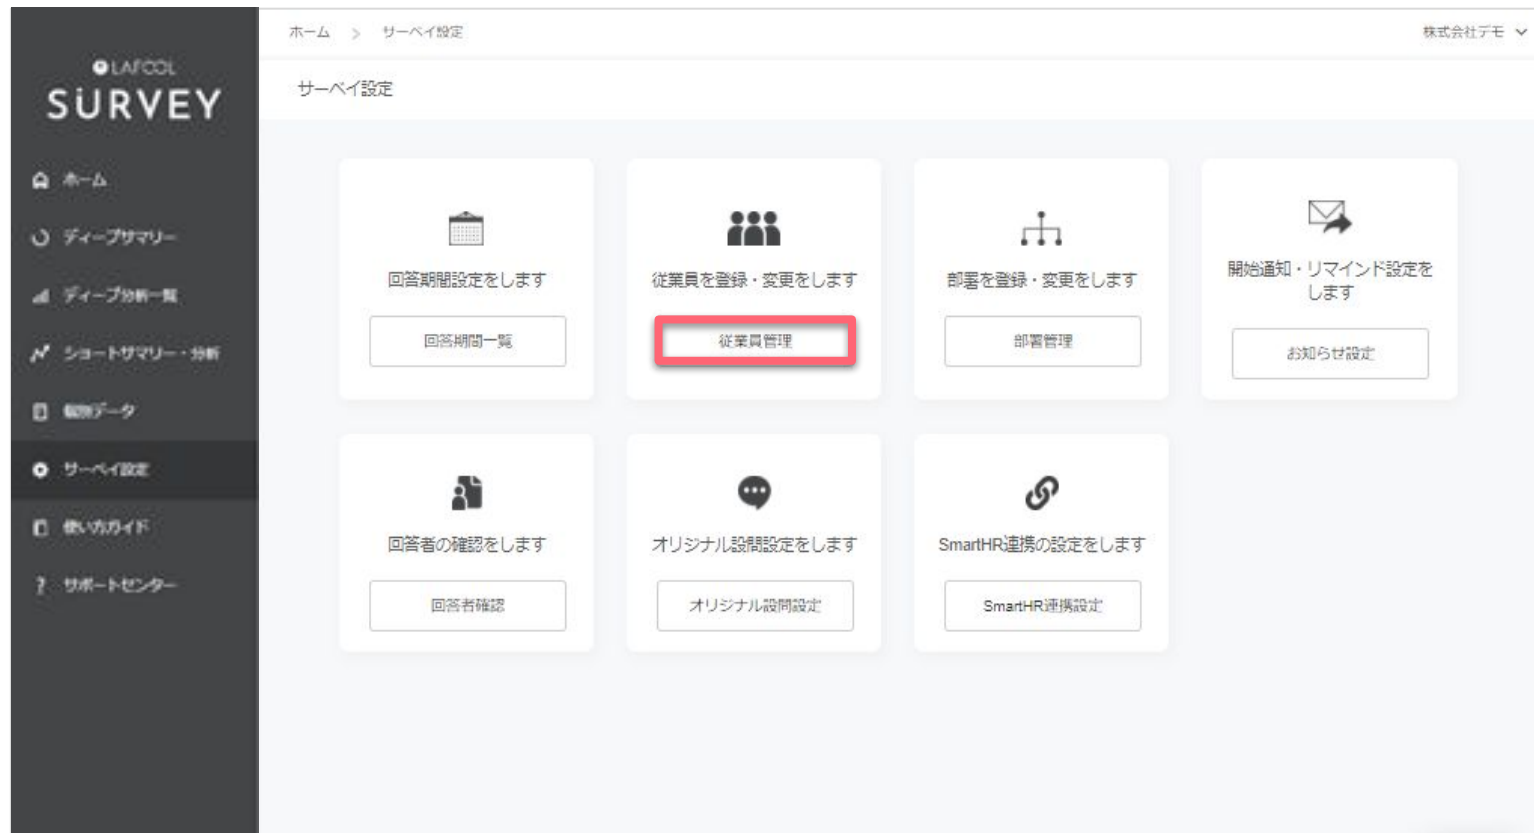 ホーム > サーベイ設定
株式会社デモ
LAFOOL
SURVEY
サーベイ設定
ホーム
ディープサマリー
ディープ分析一覧
ショートサマリー・分析
個別データ
サーベイ設定
使い方ガイド
サポートセンター
回答期間設定をします
回答期間一覧
従業員を登録・変更をします
従業員管理
部署を登録・変更をします
部署管理
開始通知・リマインド設定を
します
お知らせ設定
回答者の確認をします
回答者確認
オリジナル設問設定をします
オリジナル設問設定
SmartHR連携の設定をします
SmartHR連携設定